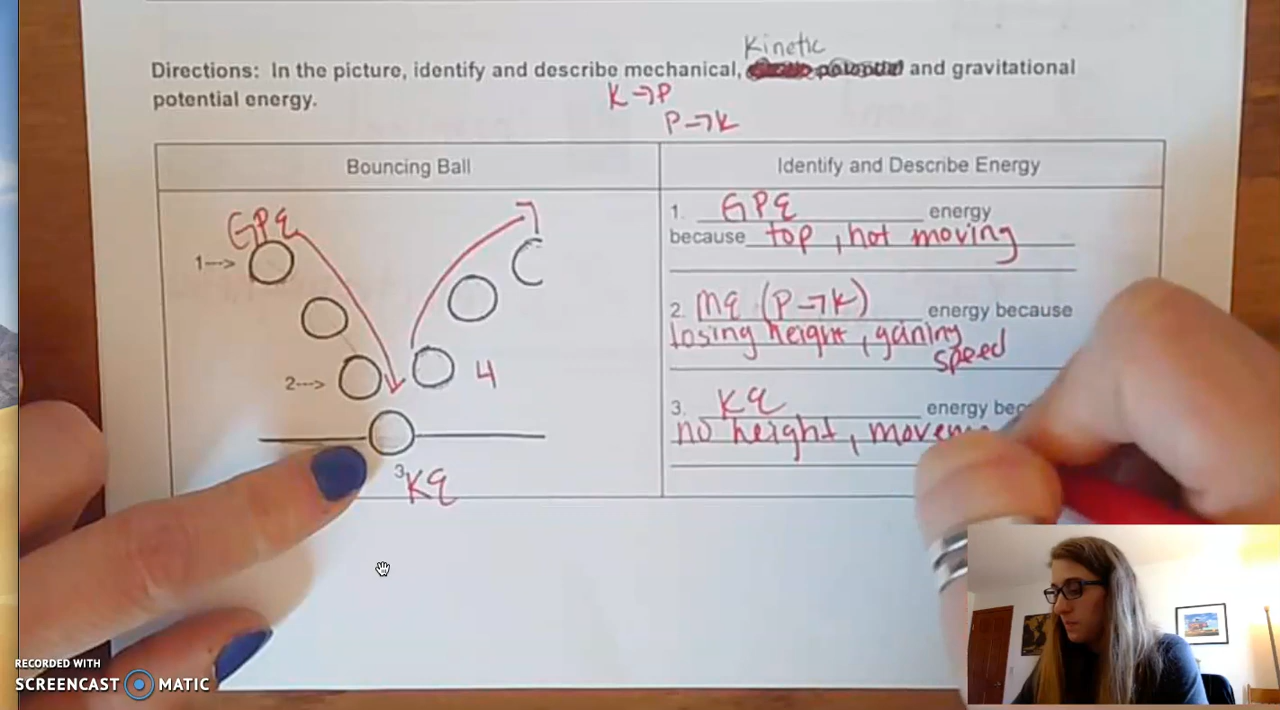 Kinetic
Directions: In the picture, identify and describe mechanical, potential and gravitational
potential energy.
K→P
P→K
Bouncing Ball
Identify and Describe Energy
GPE
1--->
2--->
4
3
KE
1. GPE energy
because top, not moving
2. ME (P→K) energy because
losing height, gaining
speed
3. KE energy
no height,
RECORDED WITH
SCREENCAST MATIC